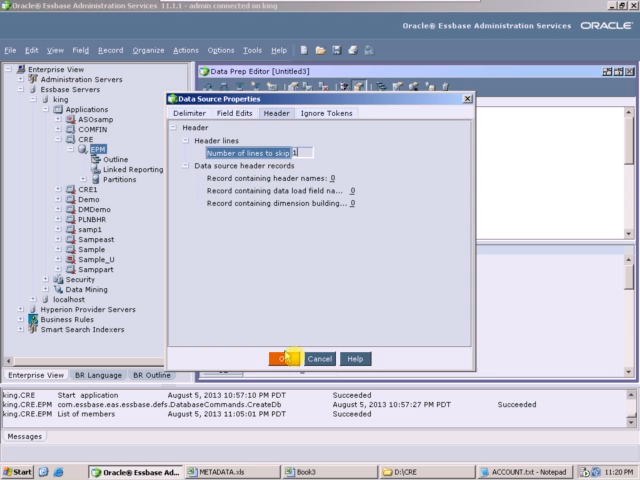 Oracle® Essbase Administration Services 11.1.1 - admin connected on king
Oracle® Essbase Administration Services ORACLE
File Edit View Field Record Organize Actions Options Tools Help
Enterprise View
Administration Servers
Essbase Servers
king
Applications
ASOsamp
COMFIN
CRE
EPM
Outline
Linked Reporting
Partitions
CRE1
Demo
DMDemo
PLNBHR
samp1
Sampeast
Sample
Sample_U
Samppart
Security
Data Mining
localhost
Hyperion Provider Servers
Business Rules
Smart Search Indexers
Enterprise View BR Language BR Outline
Data Prep Editor [Untitled3]
Data Source Properties
Delimiter Field Edits Header Ignore Tokens
Header
Header lines
Number of lines to skip 1
Data source header records
Record containing header names: 0
Record containing data load field na... 0
Record containing dimension building... 0
Cancel Help
king.CRE Start application August 5, 2013 10:57:10 PM PDT Succeeded
king.CRE.EPM com.essbase.eas.essbase.defs.DatabaseCommands.CreateDb August 5, 2013 10:57:27 PM PDT Succeeded
king.CRE.EPM List of members August 5, 2013 11:05:01 PM PDT Succeeded
Messages
Start Oracle® Essbase Ad... METADATA.xls Book3 D:\CRE ACCOUNT.txt - Notepad 11:20 PM